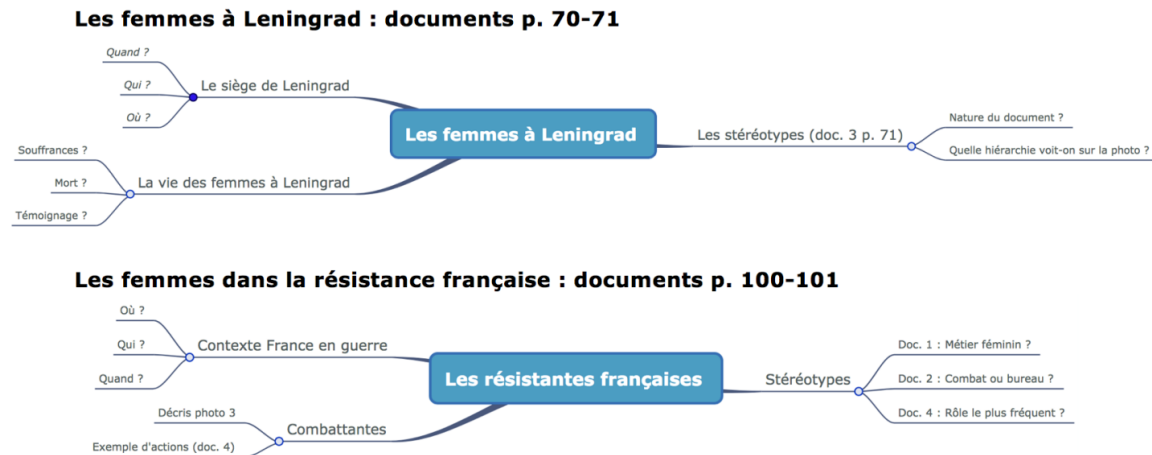 Les femmes à Leningrad : documents p. 70-71
Quand ?
Qui ?
Où ?
Le siège de Leningrad
Souffrances ?
Mort ?
Témoignage ?
La vie des femmes à Leningrad
Les femmes à Leningrad
Les stéréotypes (doc. 3 p. 71)
Nature du document ?
Quelle hiérarchie voit-on sur la photo ?
Les femmes dans la résistance française : documents p. 100-101
Où ?
Qui ?
Quand ?
Contexte France en guerre
Décris photo 3
Exemple d'actions (doc. 4)
Combattantes
Les résistantes françaises
Stéréotypes
Doc. 1 : Métier féminin ?
Doc. 2 : Combat ou bureau ?
Doc. 4 : Rôle le plus fréquent ?